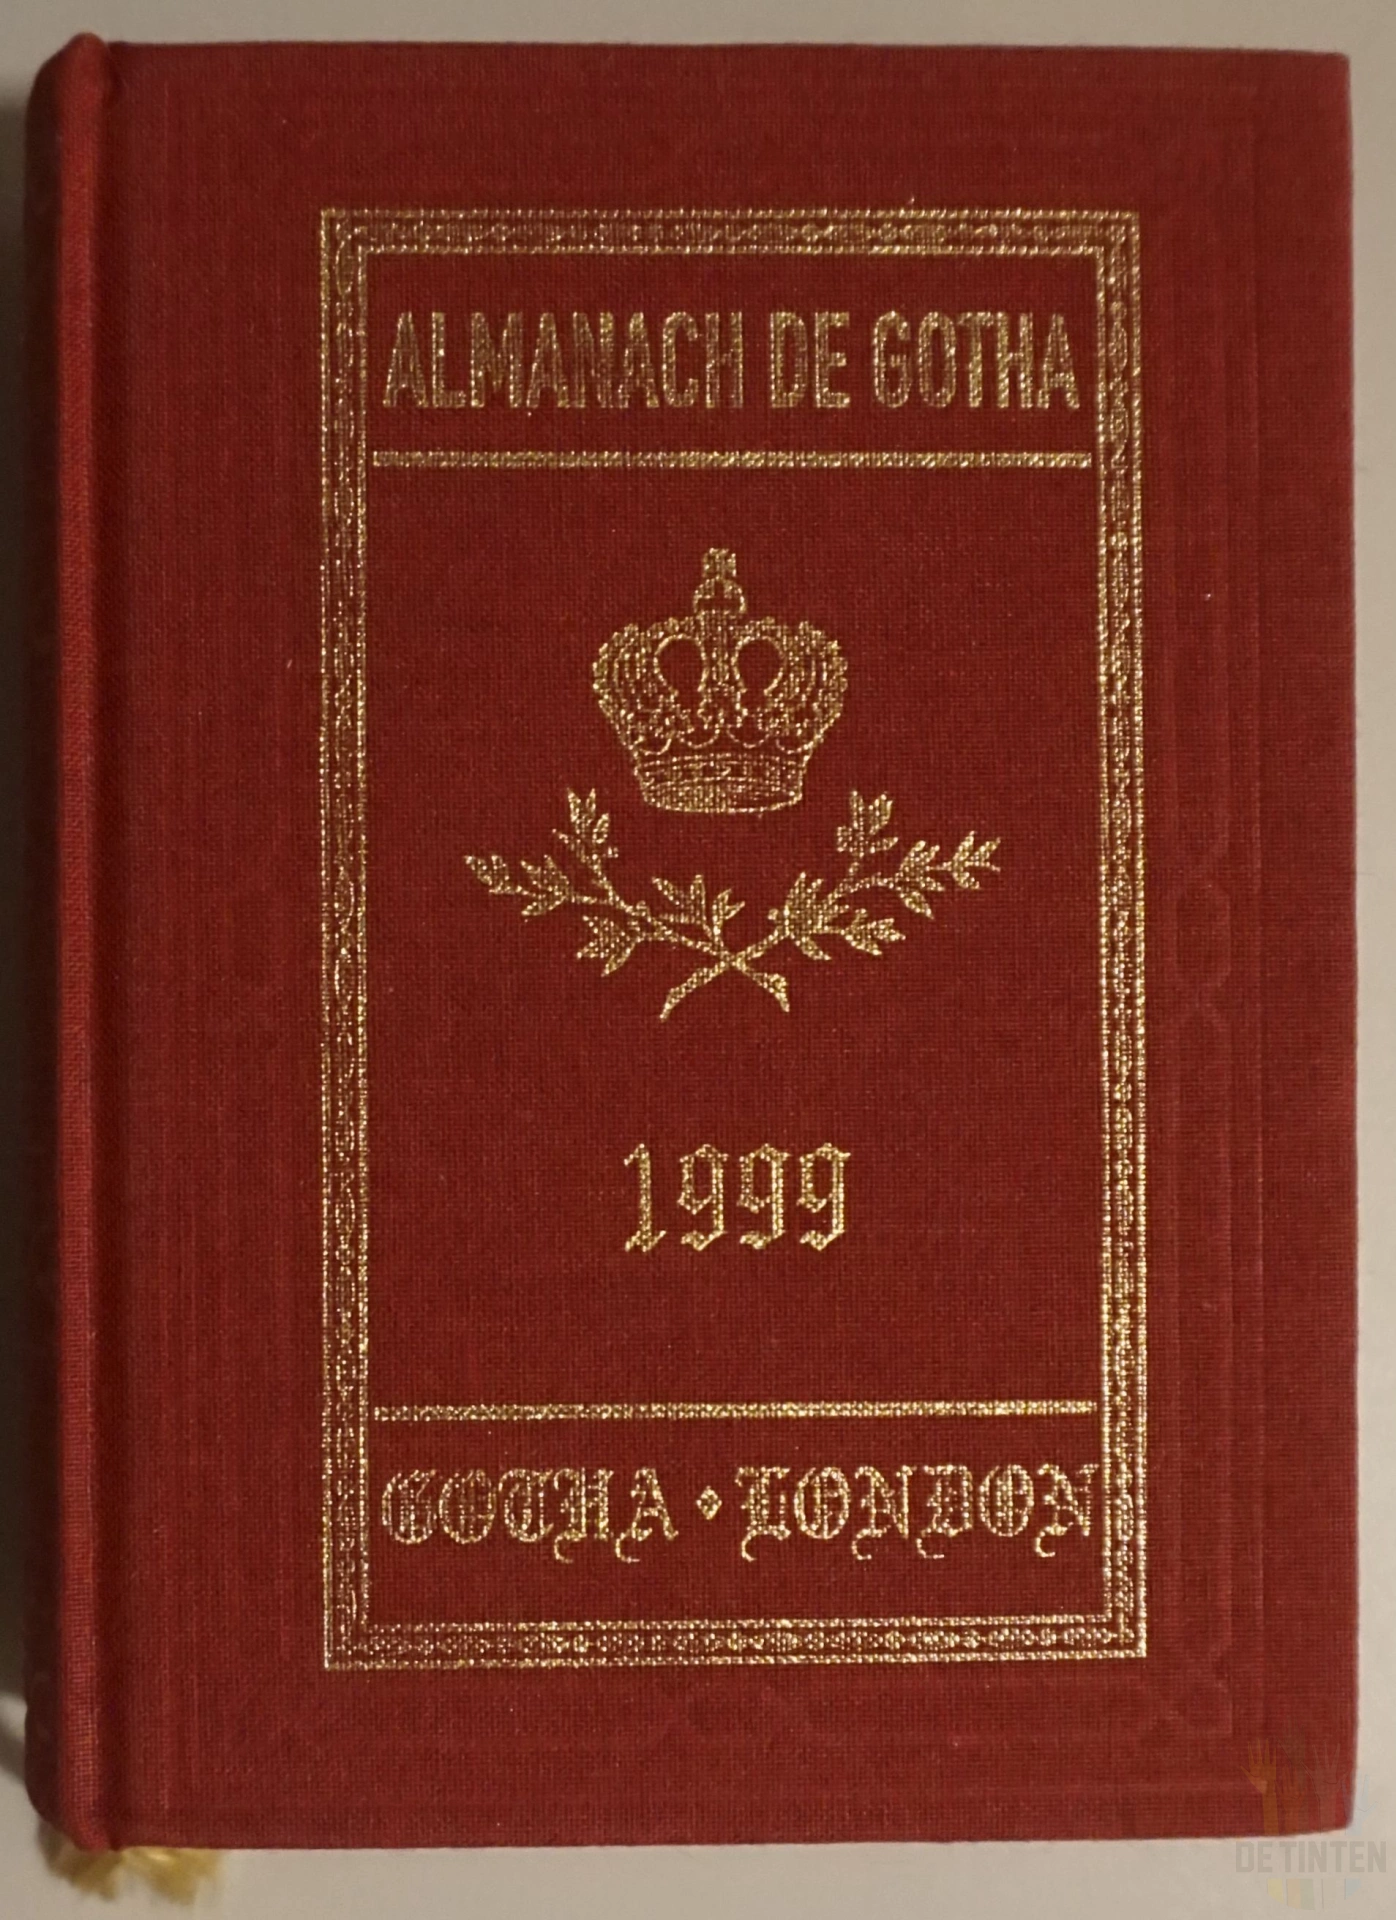 ALMANACH DE GOTHA
1999
GOTHA ⬥ LONDON
DE TINTEN